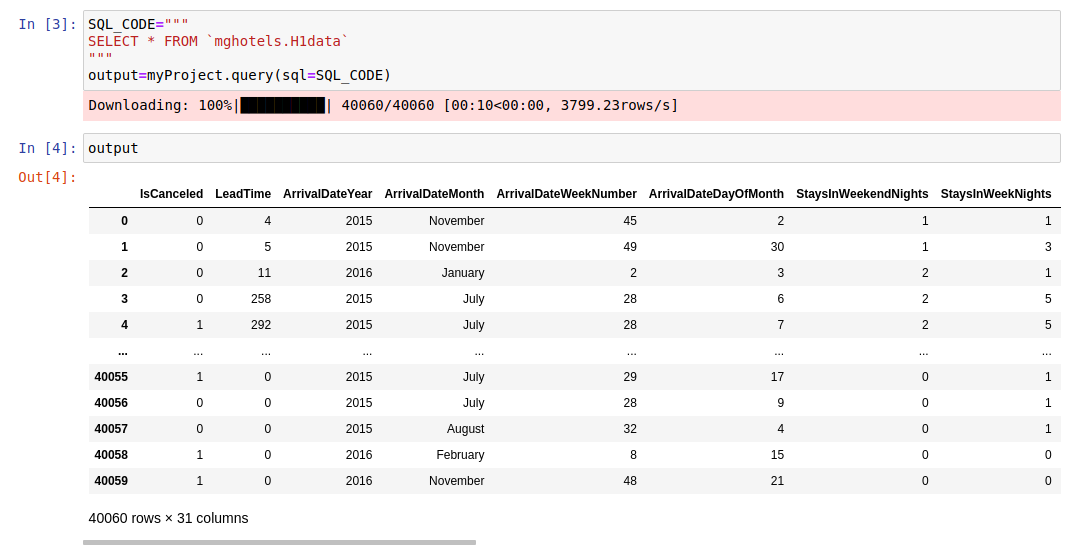 In [3]: SQL_CODE="""
SELECT * FROM `mghotels.H1data`
"""
output=myProject.query(sql=SQL_CODE)
Downloading: 100%|██████████| 40060/40060 [00:10<00:00, 3799.23rows/s]
In [4]: output
Out[4]:
IsCanceled LeadTime ArrivalDateYear ArrivalDateMonth ArrivalDateWeekNumber ArrivalDateDayOfMonth StaysInWeekendNights StaysInWeekNights
0 0 4 2015 November 45 2 1 1
1 0 5 2015 November 49 30 1 3
2 0 11 2016 January 2 3 2 1
3 0 258 2015 July 28 6 2 5
4 1 292 2015 July 28 7 2 5
... ... ... ... ... ... ... ... ...
40055 1 0 2015 July 29 17 0 1
40056 0 0 2015 July 28 9 0 1
40057 0 0 2015 August 32 4 0 1
40058 1 0 2016 February 8 15 0 0
40059 1 0 2016 November 48 21 0 0
40060 rows × 31 columns